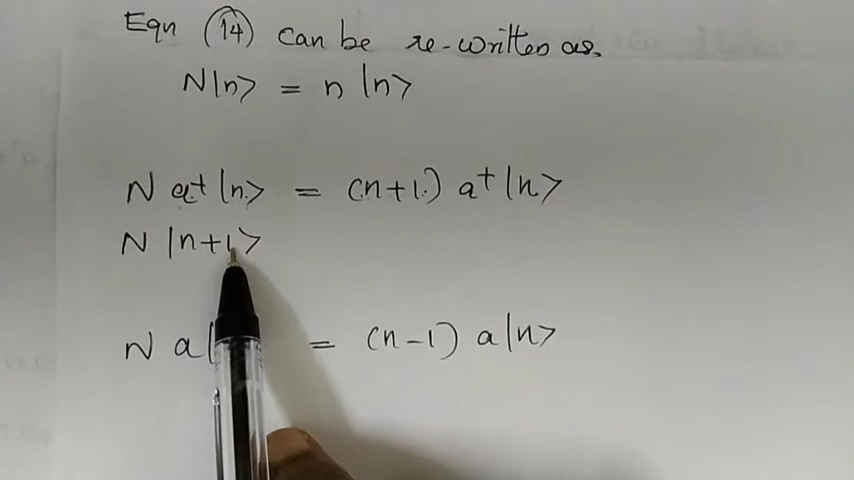 Eqn (14) can be re-written as.
N|n> = n |n>
N a+ |n> = (n+1) a+ |n>
N |n+1>
N a| = (n-1) a|n>